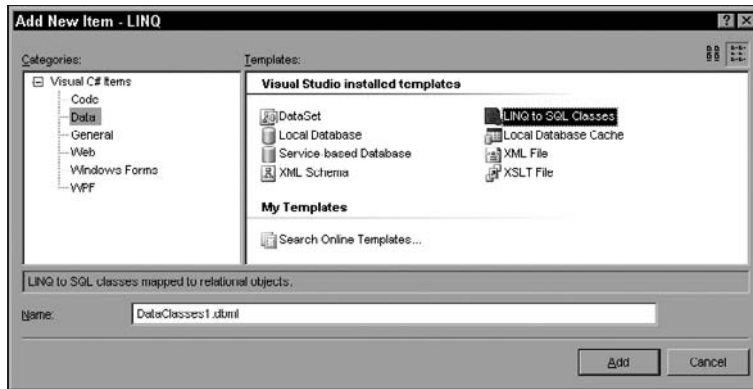 Add New Item - LINQ
Categories:
Templates:
Visual C# Items
Code
Data
General
Web
Windows Forms
WPF
Visual Studio installed templates
DataSet
LINQ to SQL Classes
Local Database
Local Database Cache
Service-based Database
XML File
XML Schema
XSLT File
My Templates
Search Online Templates...
LINQ to SQL classes mapped to relational objects.
Name:
DataClasses1.dbml
Add
Cancel